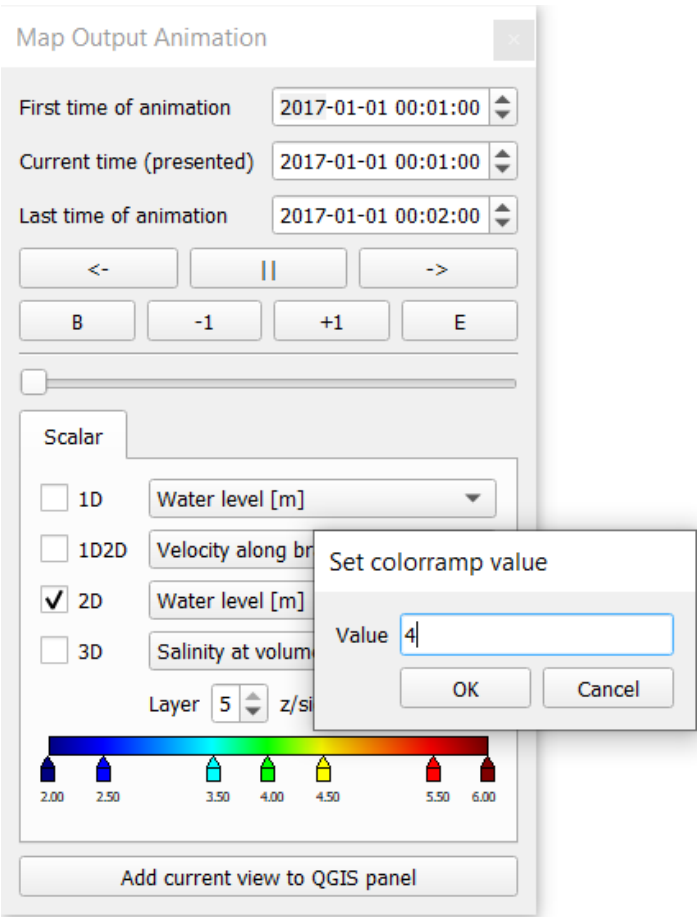 Map Output Animation
×
First time of animation 2017-01-01 00:01:00
Current time (presented) 2017-01-01 00:01:00
Last time of animation 2017-01-01 00:02:00
<- || ->
B -1 +1 E
Scalar
1D Water level [m]
1D2D Velocity along br
2D Water level [m]
3D Salinity at volum
Layer 5 z/si
Set colorramp value
Value 4
OK Cancel
2.00 2.50 3.50 4.00 4.50 5.50 6.00
Add current view to QGIS panel